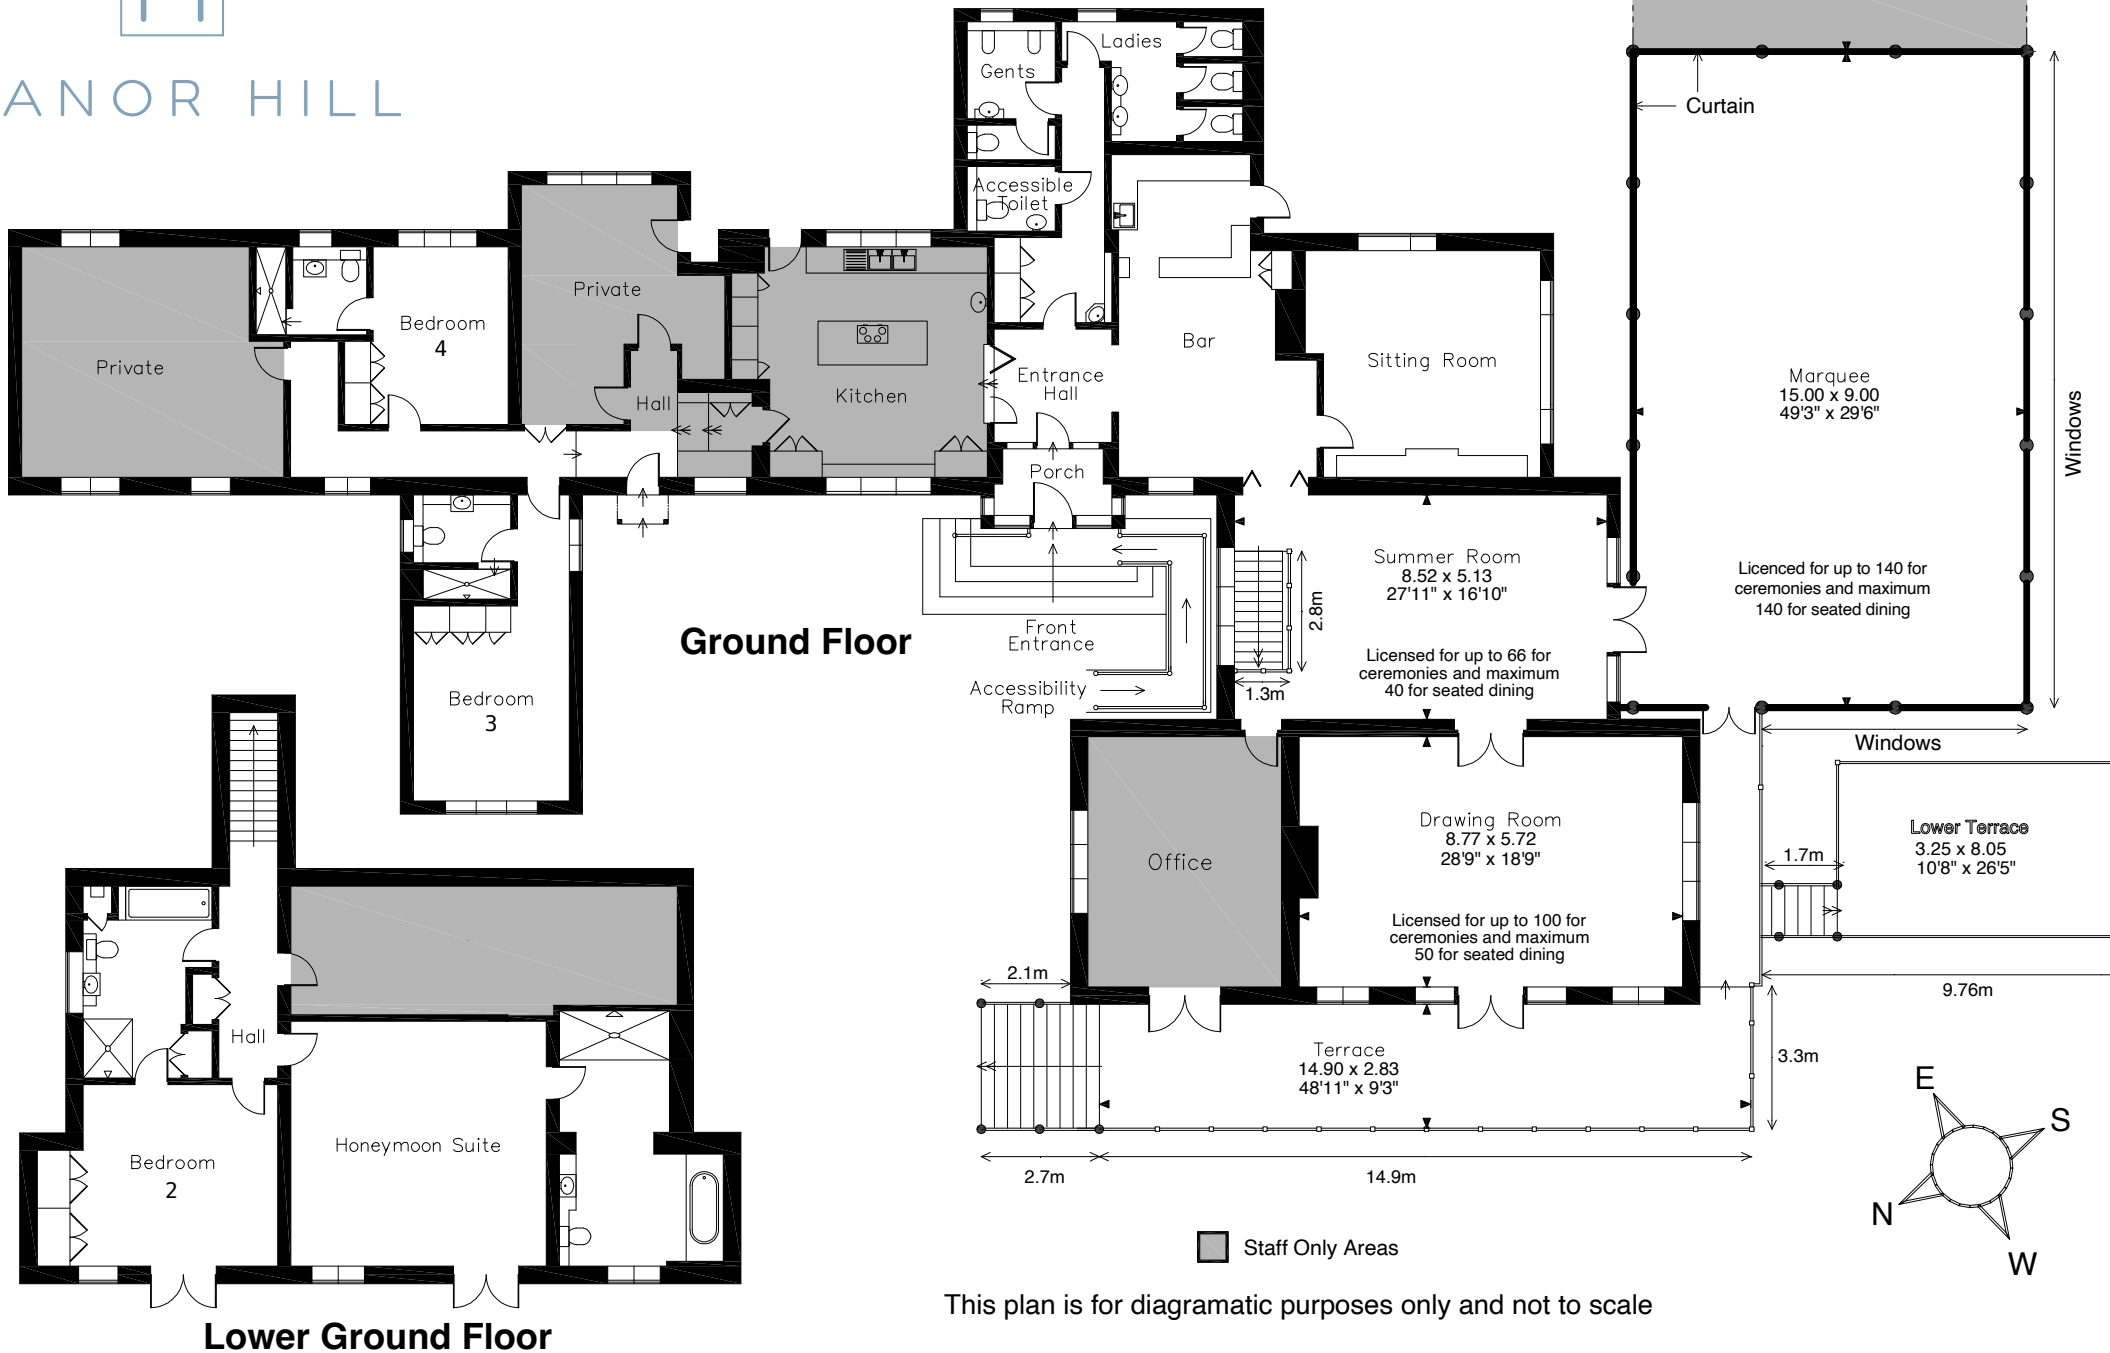 ANOR HILL
Gents
Ladies
Accessible
Toilet
Curtain
Private
Bedroom
4
Private
Hall
Kitchen
Entrance
Hall
Porch
Bar
Sitting Room
Marquee
15.00 x 9.00
49'3" x 29'6"
Windows
Licenced for up to 140 for
ceremonies and maximum
140 for seated dining
Summer Room
8.52 x 5.13
27'11" x 16'10"
Licensed for up to 66 for
ceremonies and maximum
40 for seated dining
2.8m
1.3m
Front
Entrance
Accessibility
Ramp
Ground Floor
Bedroom
3
Windows
Office
Drawing Room
8.77 x 5.72
28'9" x 18'9"
Licensed for up to 100 for
ceremonies and maximum
50 for seated dining
Lower Terrace
3.25 x 8.05
10'8" x 26'5"
1.7m
9.76m
2.1m
3.3m
Terrace
14.90 x 2.83
48'11" x 9'3"
2.7m
14.9m
Hall
Bedroom
2
Honeymoon Suite
Lower Ground Floor
E
S
N
W
Staff Only Areas
This plan is for diagramatic purposes only and not to scale